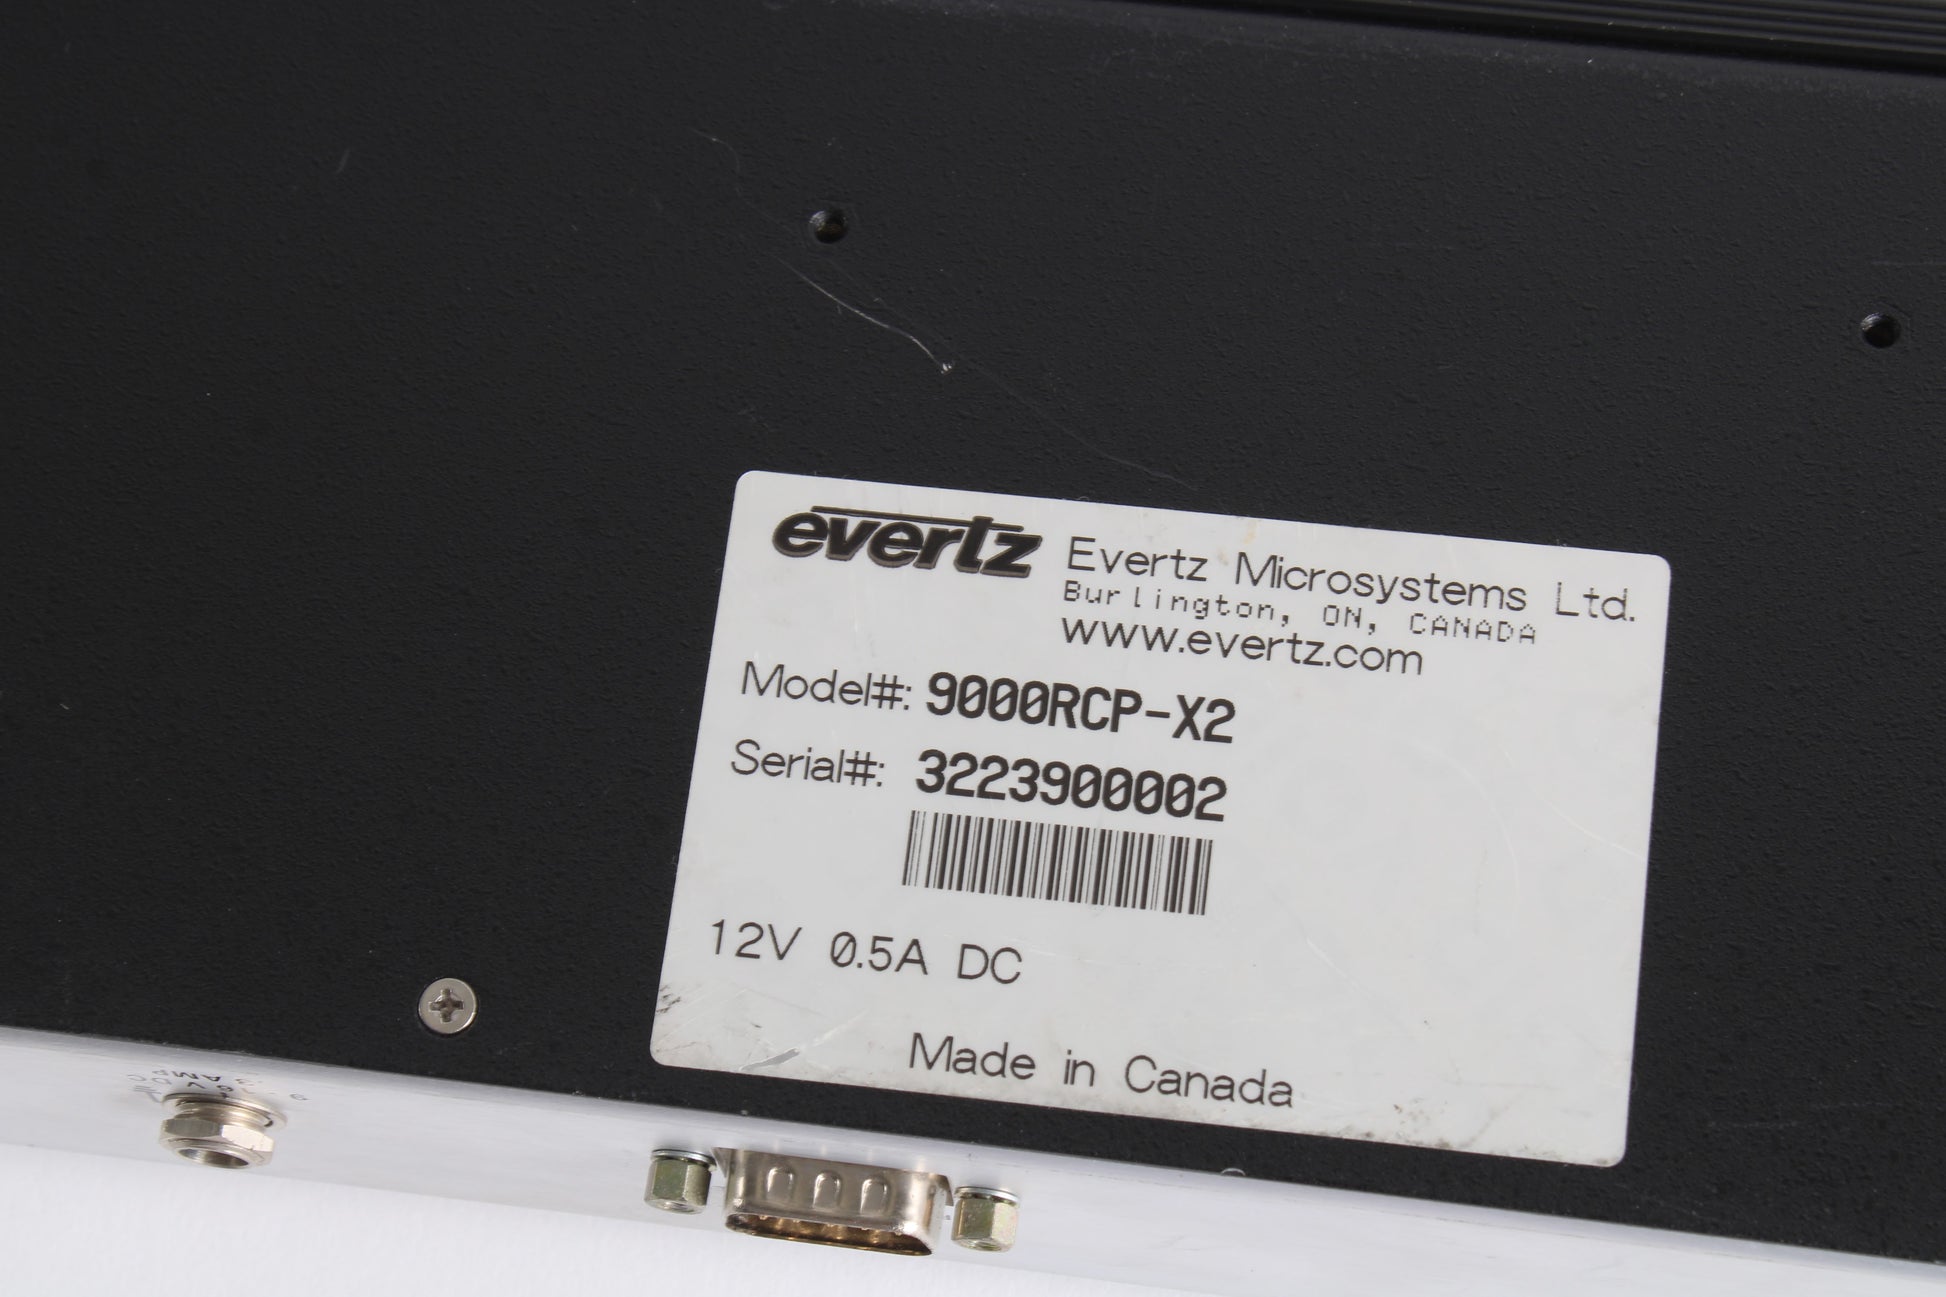 evertz Evertz Microsystems Ltd.
Burlington, ON, CANADA
www.evertz.com
Model#: 9000RCP-X2
Serial#: 3223900002
12V 0.5A DC
Made in Canada